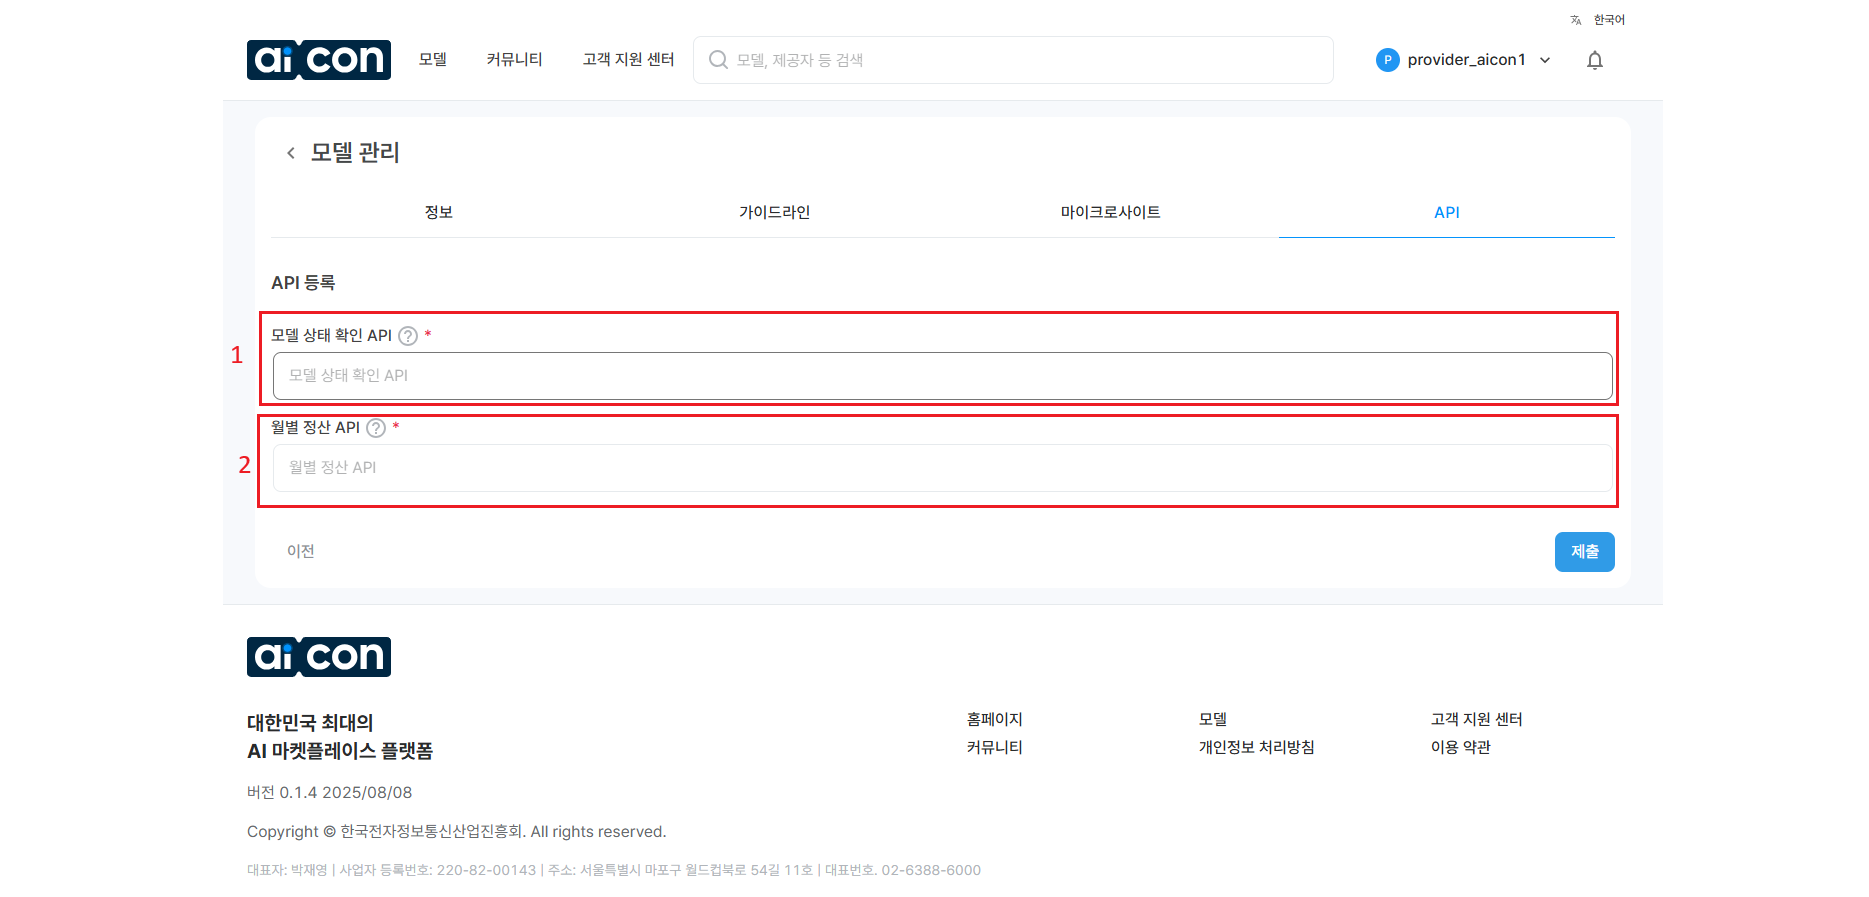 한국어
ai con
모델
커뮤니티
고객 지원 센터
모델, 제공자 등 검색
P
provider_aicon1
모델 관리
정보
가이드라인
마이크로사이트
API
API 등록
1
모델 상태 확인 API ? *
모델 상태 확인 API
2
월별 정산 API ? *
월별 정산 API
이전
제출
ai con
대한민국 최대의
AI 마켓플레이스 플랫폼
홈페이지
모델
고객 지원 센터
커뮤니티
개인정보 처리방침
이용 약관
버전 0.1.4 2025/08/08
Copyright © 한국전자정보통신산업진흥회. All rights reserved.
대표자: 박재영 | 사업자 등록번호: 220-82-00143 | 주소: 서울특별시 마포구 월드컵북로 54길 11호 | 대표번호. 02-6388-6000